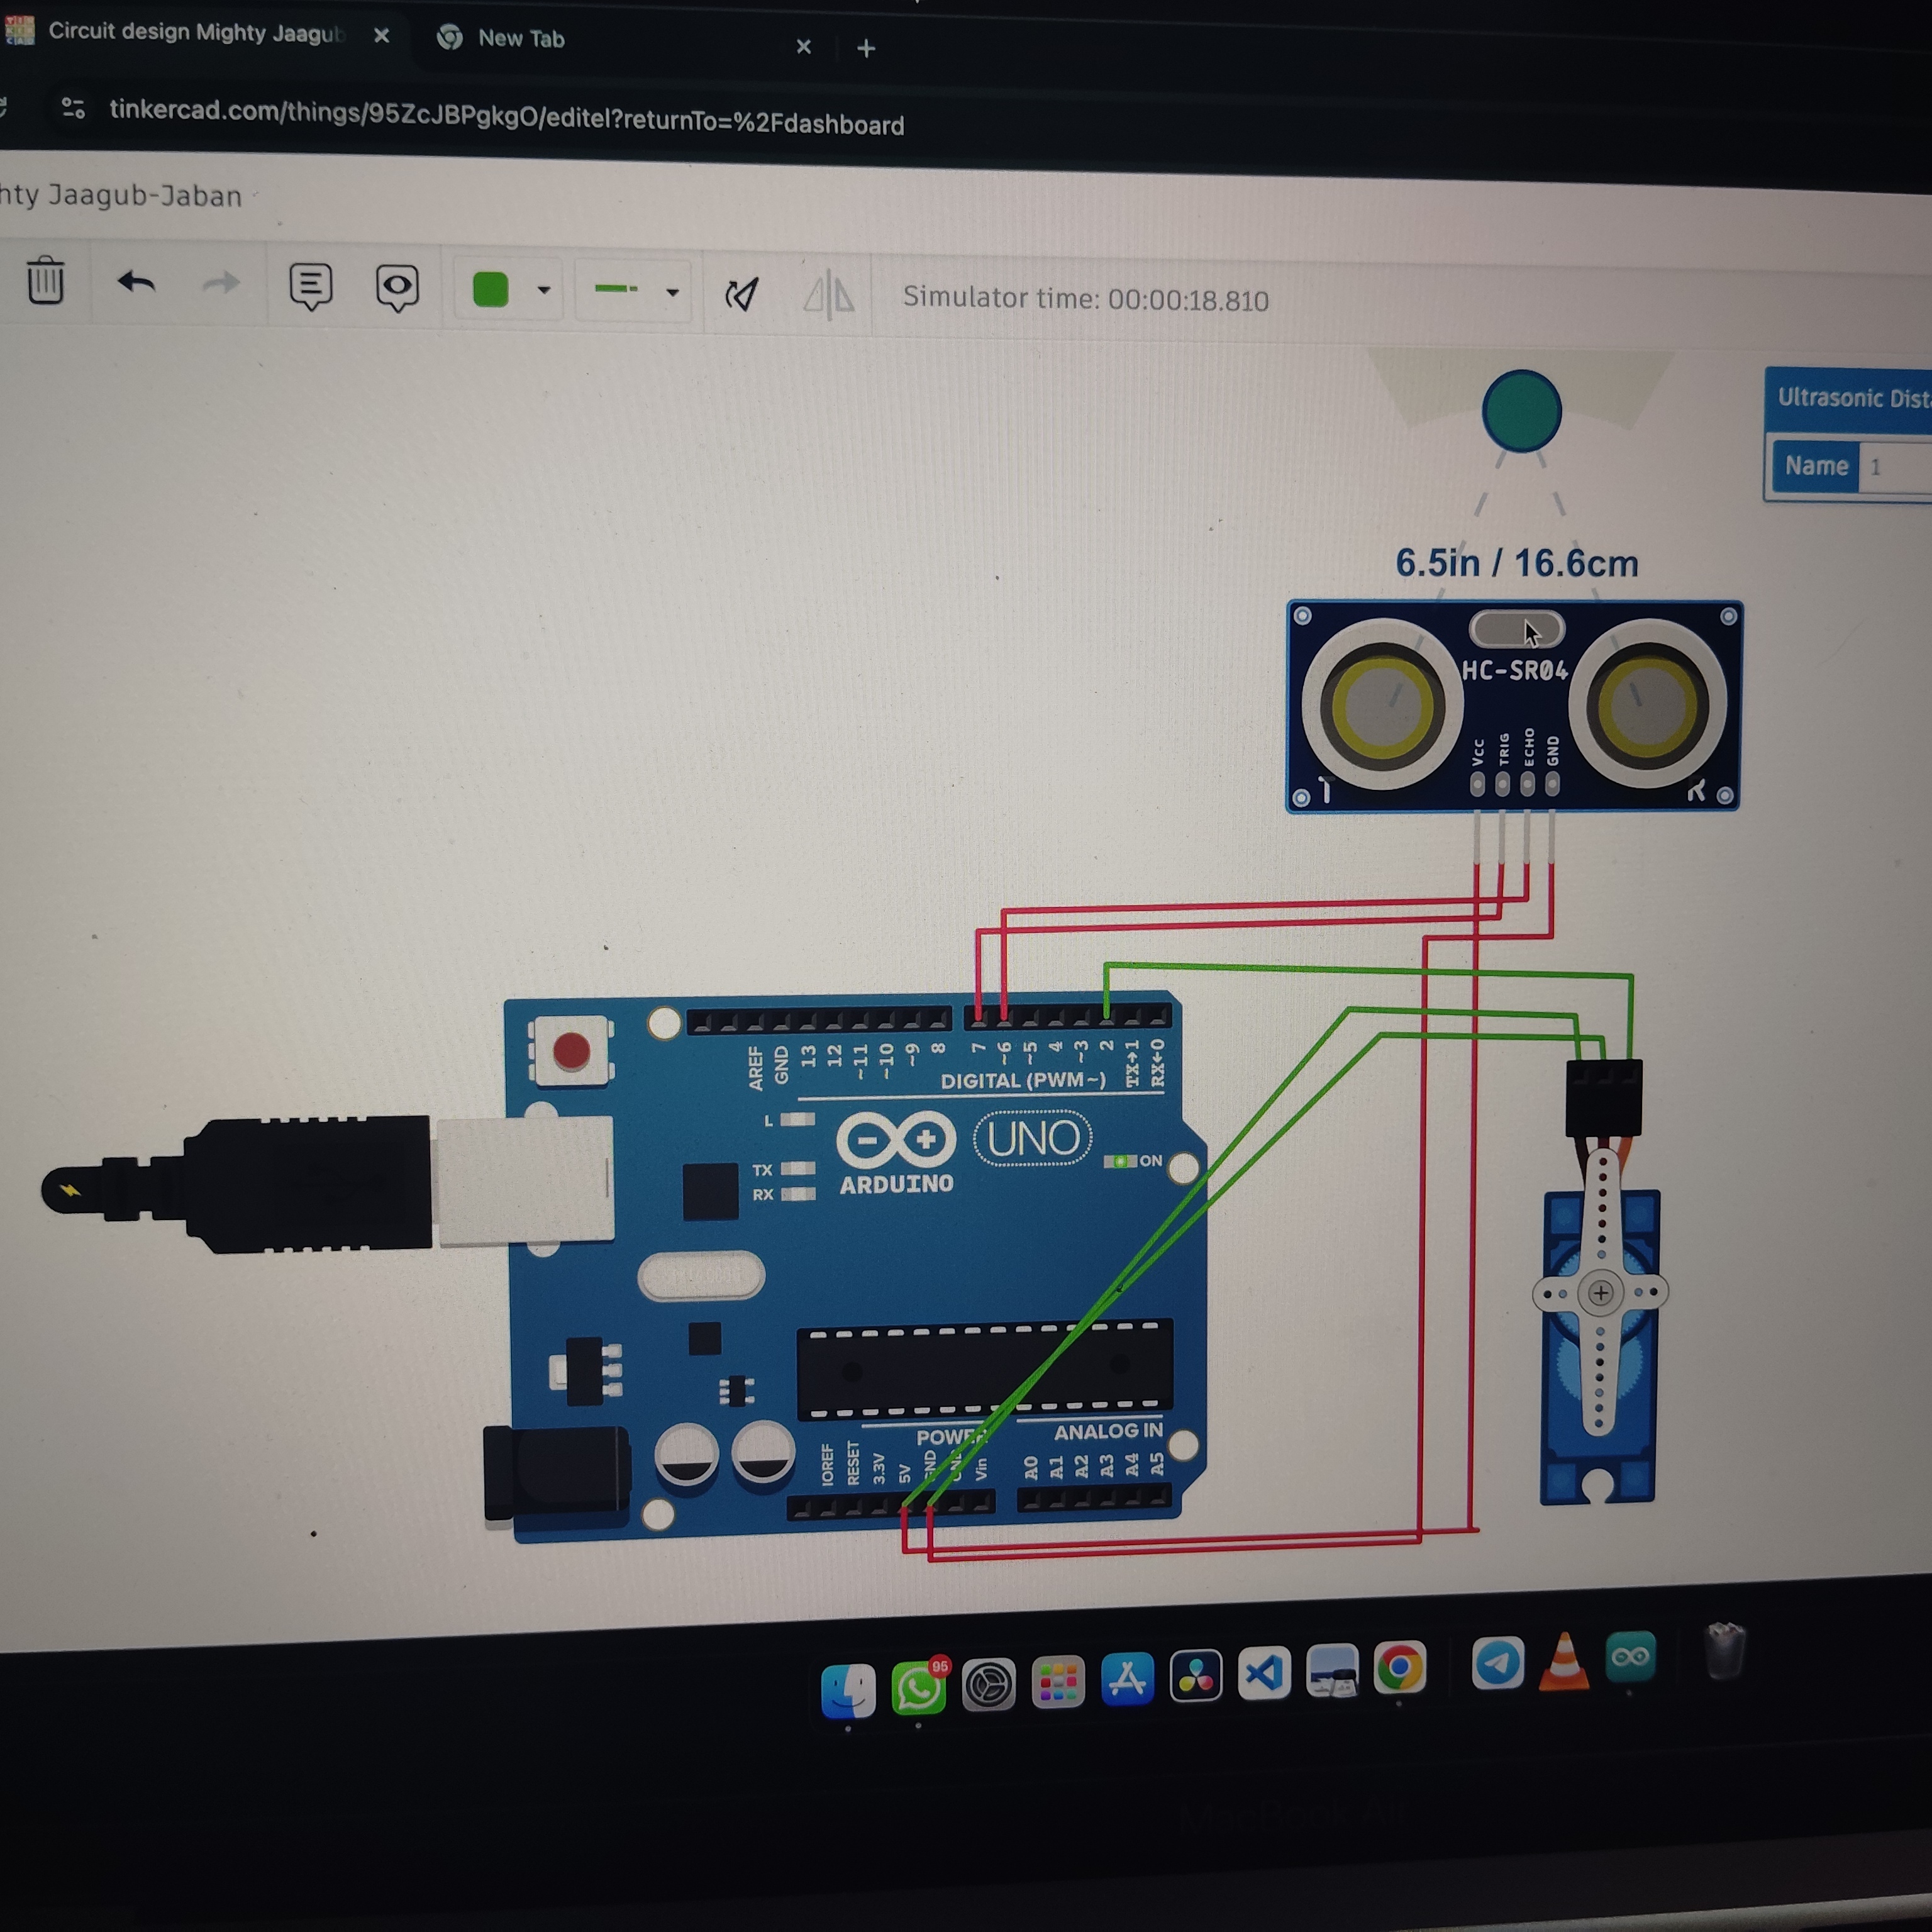 Circuit design Mighty Jaagub
New Tab
tinkercad.com/things/95ZcJBPgkgO/editel?returnTo=%2Fdashboard
hty Jaagub-Jaban
Simulator time: 00:00:18.810
Ultrasonic Dist
Name 1
6.5in / 16.6cm
HC-SR04
VCC
TRIG
ECHO
GND
T
R
AREF
GND
13
12
~11
~10
~9
8
7
~6
~5
4
~3
2
TX→1
RX←0
DIGITAL (PWM~)
L
TX
RX
UNO
ARDUINO
ON
POWER
ANALOG IN
IOREF
RESET
3.3V
5V
GND
GND
Vin
A0
A1
A2
A3
A4
A5
95